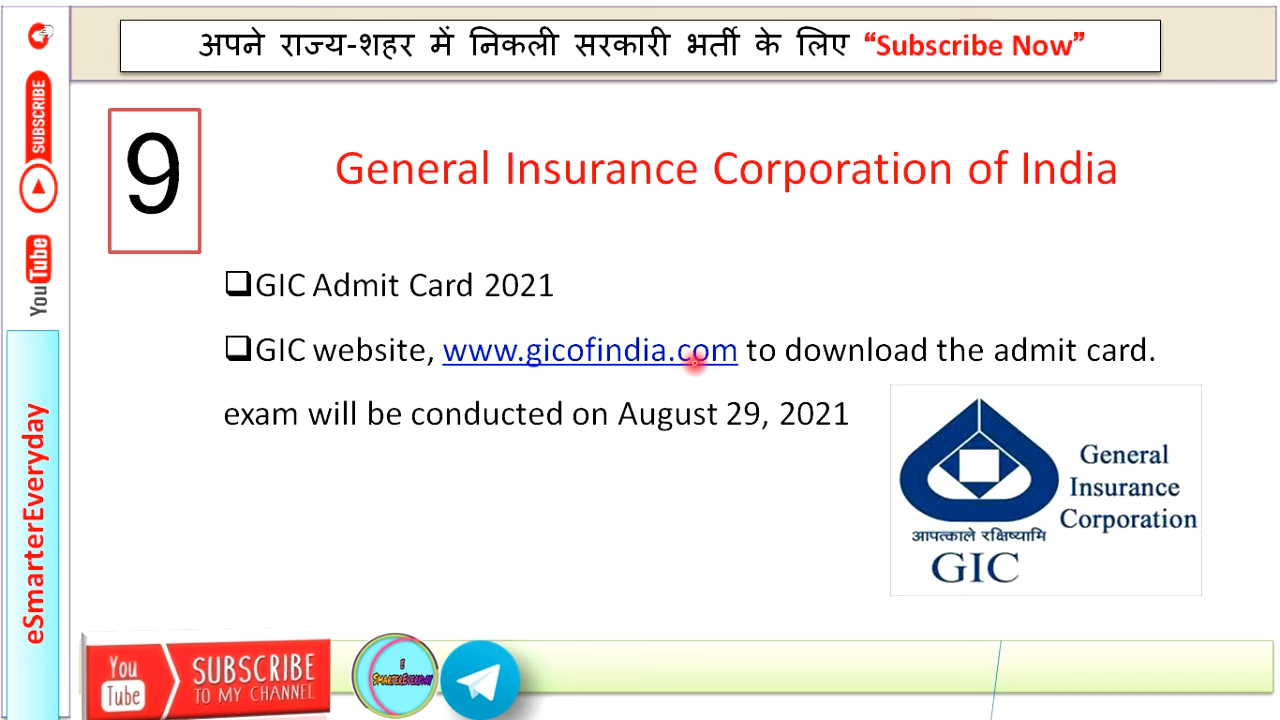 अपने राज्य-शहर में निकली सरकारी भर्ती के लिए “Subscribe Now”
SUBSCRIBE
YouTube
eSmarterEveryday
9
General Insurance Corporation of India
GIC Admit Card 2021
GIC website, www.gicofindia.com to download the admit card.
exam will be conducted on August 29, 2021
General
Insurance
Corporation
आपत्काले रक्षिष्यामि
GIC
You
Tube
SUBSCRIBE
TO MY CHANNEL
E
SMARTEREVERYDAY